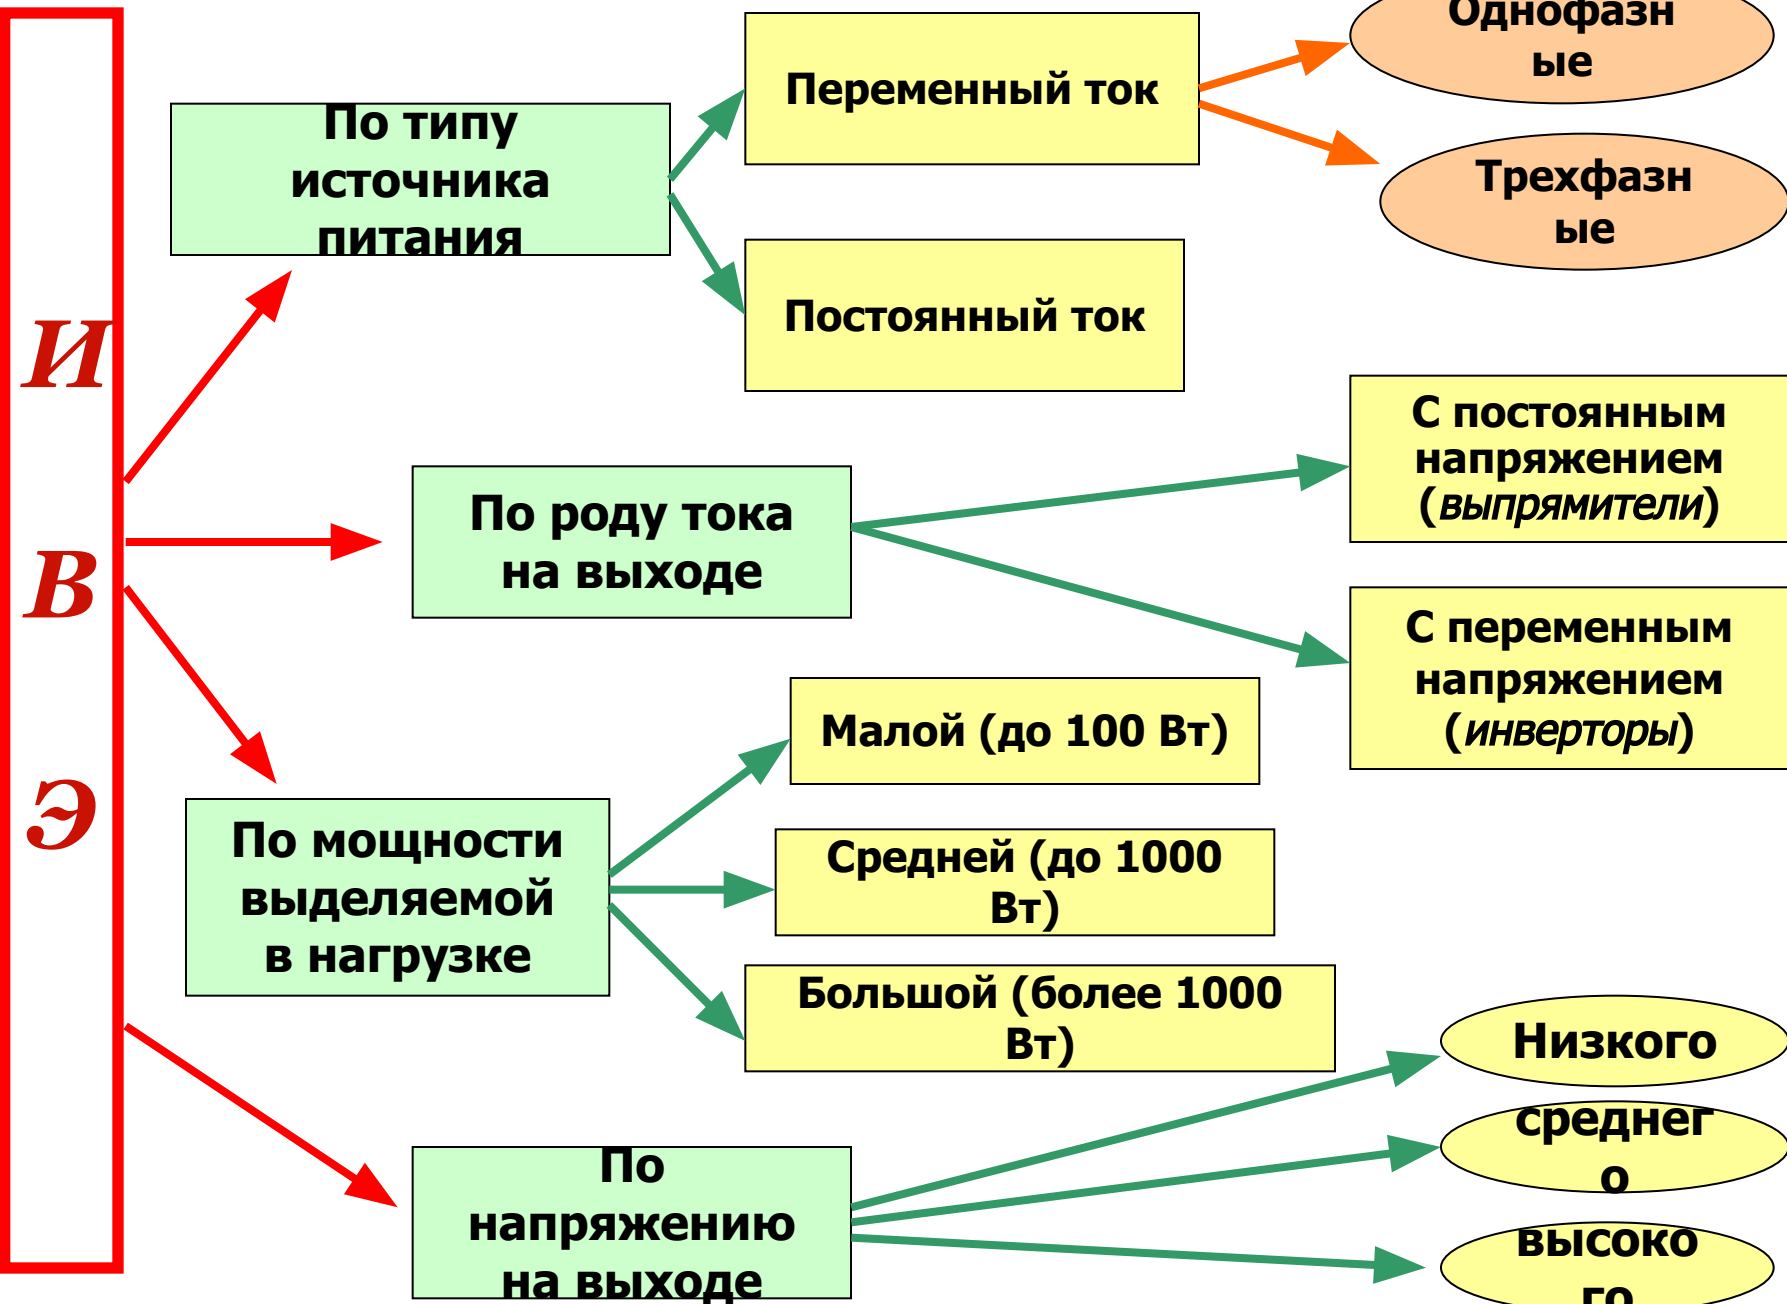 И
В
Э
По типу
источника
питания
Переменный ток
Постоянный ток
Однофазн
ые
Трехфазн
ые
По роду тока
на выходе
С постоянным
напряжением
(выпрямители)
С переменным
напряжением
(инверторы)
По мощности
выделяемой
в нагрузке
Малой (до 100 Вт)
Средней (до 1000
Вт)
Большой (более 1000
Вт)
По
напряжению
на выходе
Низкого
среднег
о
высоко
го